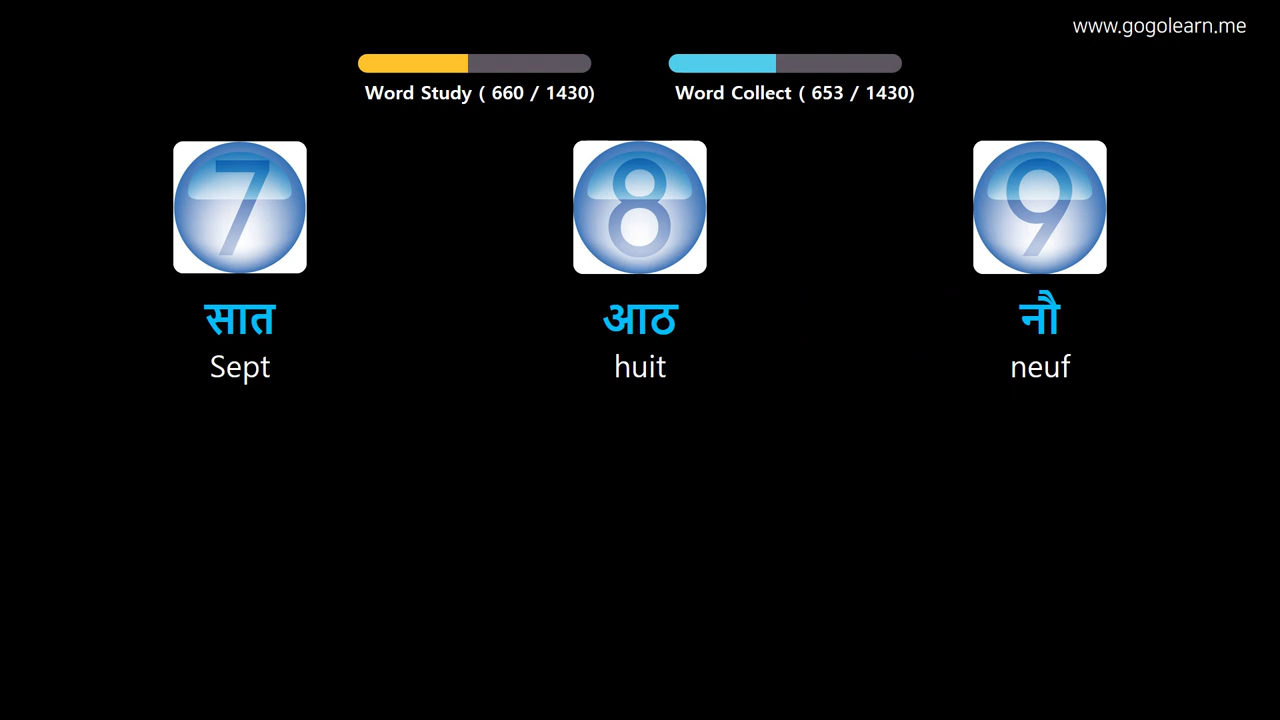 www.gogolearn.me
Word Study ( 660 / 1430)
Word Collect ( 653 / 1430)
7
8
9
सात
आठ
नौ
Sept
huit
neuf